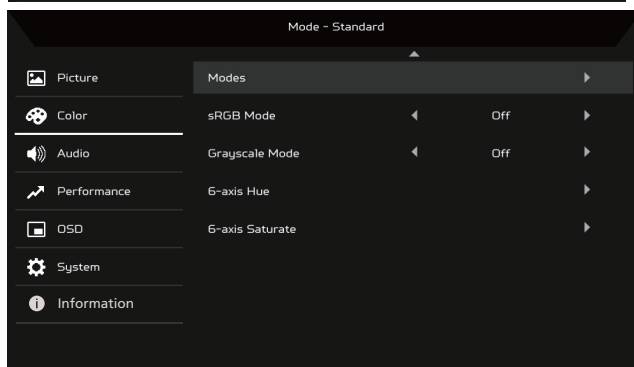 Mode - Standard
Picture
Modes
Color
sRGB Mode
Off
Audio
Grayscale Mode
Off
Performance
6-axis Hue
OSD
6-axis Saturate
System
Information